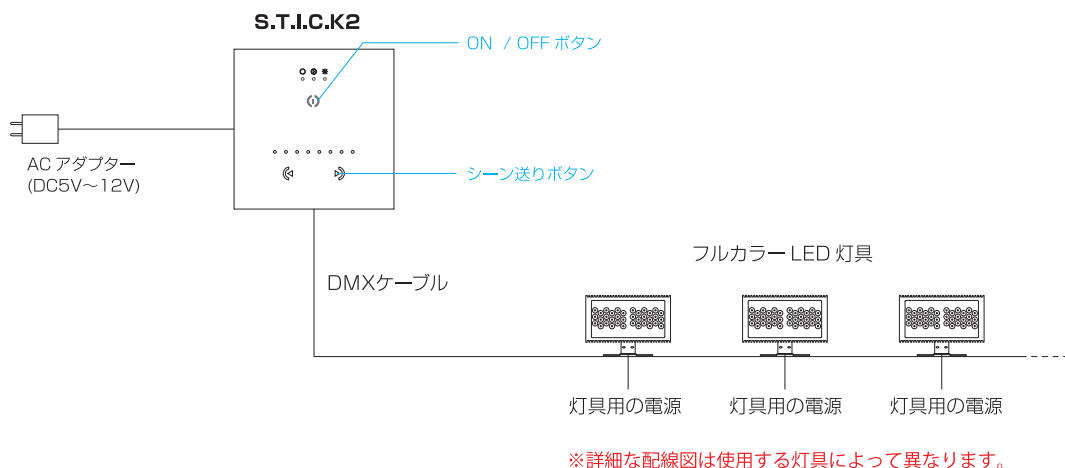 S.T.I.C.K2
ON / OFF ボタン
AC アダプター
(DC5V～12V)
シーン送りボタン
DMXケーブル
フルカラー LED 灯具
灯具用の電源
灯具用の電源
灯具用の電源
※詳細な配線図は使用する灯具によって異なります。